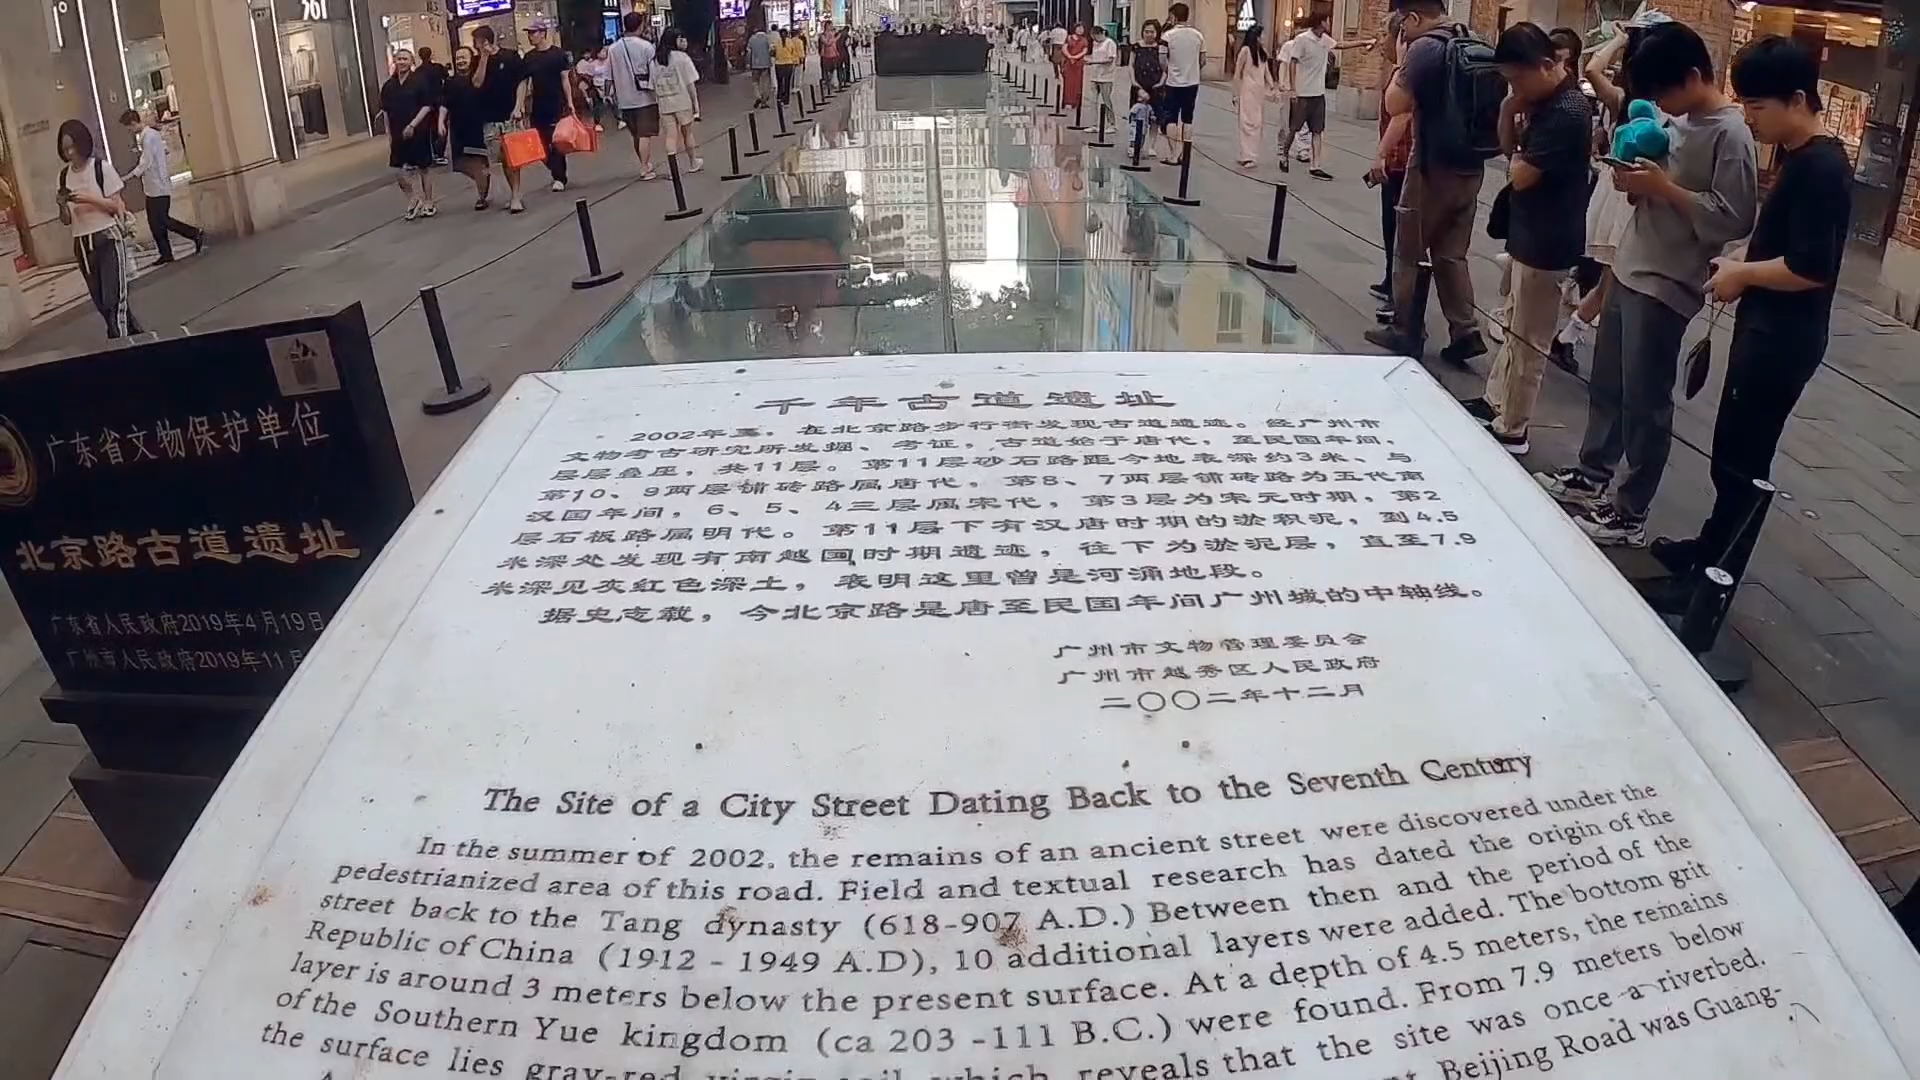 广东省文物保护单位
北京路古道遗址
广东省人民政府2019年4月19日
广州市人民政府2019年11月
千年古道遗址
2002年夏，在北京路步行街发现古道遗迹。经广州市
文物考古研究所发掘、考证，古道始于唐代，至民国年间，
层层叠压，共11层。第11层砂石路距今地表深约3米、与
第10、9两层铺砖路属唐代，第8、7两层铺砖路为五代南
汉国年间，6、5、4三层属宋代，第3层为宋元时期，第2
层石板路属明代。第11层下有汉唐时期的淤积泥，到4.5
米深处发现有南越国时期遗迹，往下为淤泥层，直至7.9
米深见灰红色深土，表明这里曾是河涌地段。
据史志载，今北京路是唐至民国年间广州城的中轴线。
广州市文物管理委员会
广州市越秀区人民政府
二〇〇二年十二月
The Site of a City Street Dating Back to the Seventh Century
In the summer of 2002, the remains of an ancient street were discovered under the
pedestrianized area of this road. Field and textual research has dated the origin of the
street back to the Tang dynasty (618-907 A.D.) Between then and the period of the
Republic of China (1912 - 1949 A.D), 10 additional layers were added. The bottom grit
layer is around 3 meters below the present surface. At a depth of 4.5 meters, the remains
of the Southern Yue kingdom (ca 203 -111 B.C.) were found. From 7.9 meters below
the surface lies gray-red virgin soil which reveals that the site was once a riverbed.
Beijing Road was Guang-